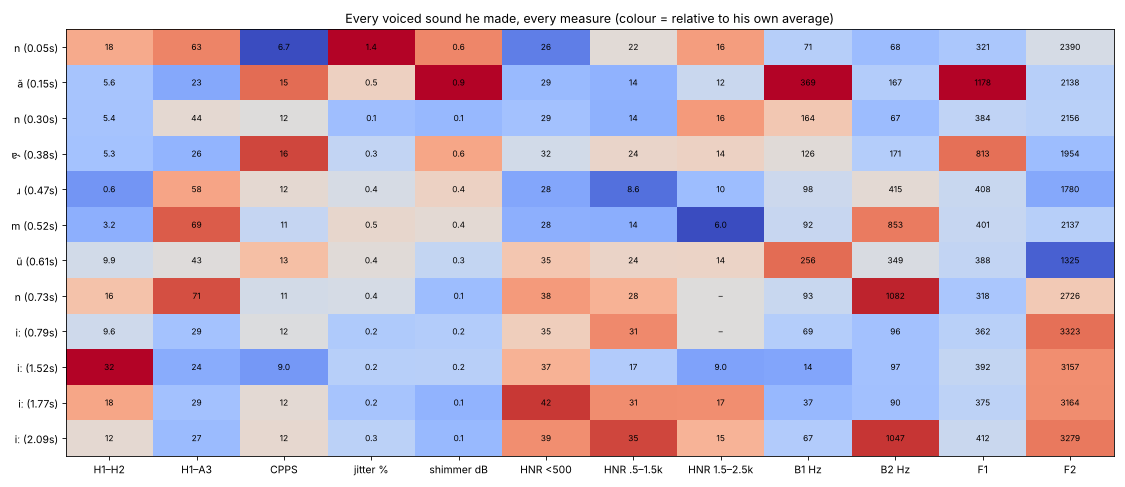 Every voiced sound he made, every measure (colour = relative to his own average)
n (0.05s) 18 63 6.7 1.4 0.6 26 22 16 71 68 321 2390
ã (0.15s) 5.6 23 15 0.5 0.9 29 14 12 369 167 1178 2138
n (0.30s) 5.4 44 12 0.1 0.1 29 14 16 164 67 384 2156
ɐ˞ (0.38s) 5.3 26 16 0.3 0.6 32 24 14 126 171 813 1954
ɹ (0.47s) 0.6 58 12 0.4 0.4 28 8.6 10 98 415 408 1780
m (0.52s) 3.2 69 11 0.5 0.4 28 14 6.0 92 853 401 2137
ũ (0.61s) 9.9 43 13 0.4 0.3 35 24 14 256 349 388 1325
n (0.73s) 16 71 11 0.4 0.1 38 28 – 93 1082 318 2726
iː (0.79s) 9.6 29 12 0.2 0.2 35 31 – 69 96 362 3323
iː (1.52s) 32 24 9.0 0.2 0.2 37 17 9.0 14 97 392 3157
iː (1.77s) 18 29 12 0.2 0.1 42 31 17 37 90 375 3164
iː (2.09s) 12 27 12 0.3 0.1 39 35 15 67 1047 412 3279
H1–H2 H1–A3 CPPS jitter % shimmer dB HNR <500 HNR .5–1.5k HNR 1.5–2.5k B1 Hz B2 Hz F1 F2